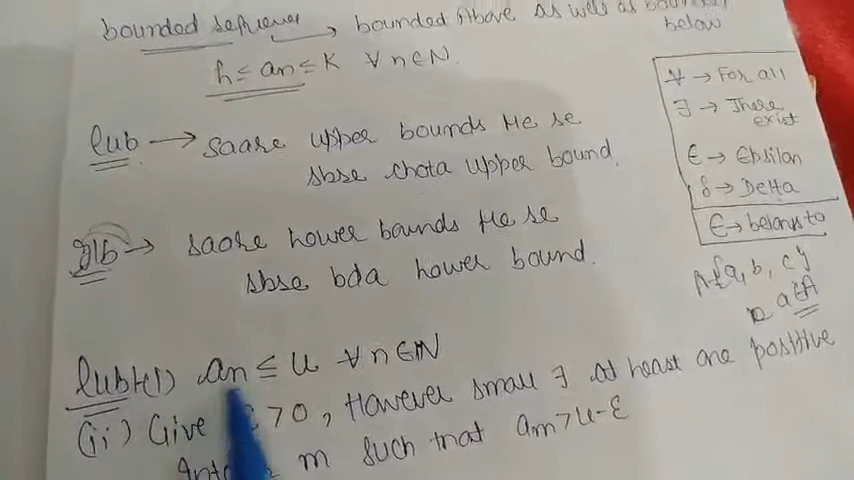 bounded sequence → bounded Above as well as bounded
below
h ≤ an ≤ K ∀ n ∈ N.
lub → saare upper bounds me se
sbse chota upper bound.
glb → saare lower bounds me se
sbse bda lower bound.
∀ → For all
∃ → There
exist
ϵ → Epsilon
δ → Delta
∈ → belongs to
A{a, b, c}
a ∈ A
lub :- (i) an ≤ u ∀ n ∈ N
(ii) Give ε > 0, However small ∃ at least one positive
m such that am > u-ε